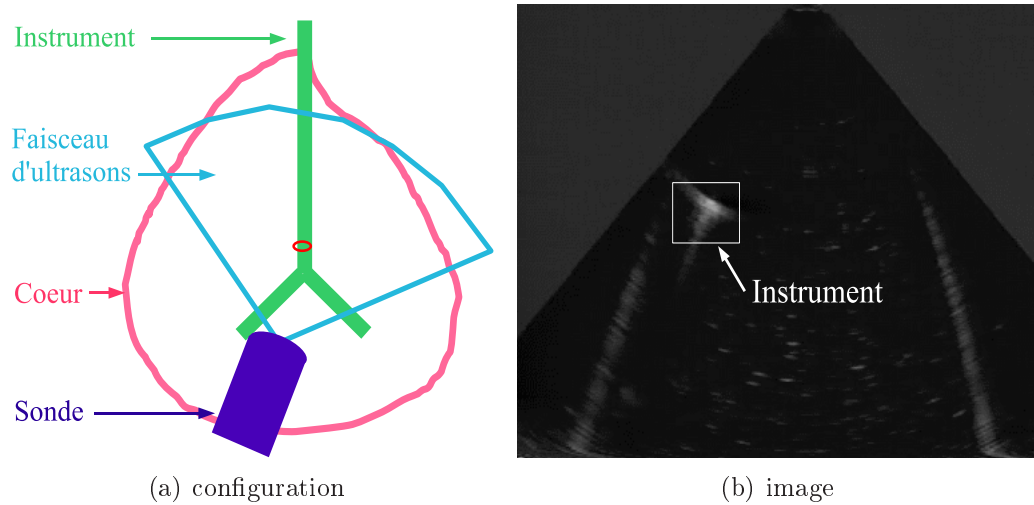 Instrument
Faisceau
d'ultrasons
Coeur
Sonde
Instrument
(a) configuration
(b) image